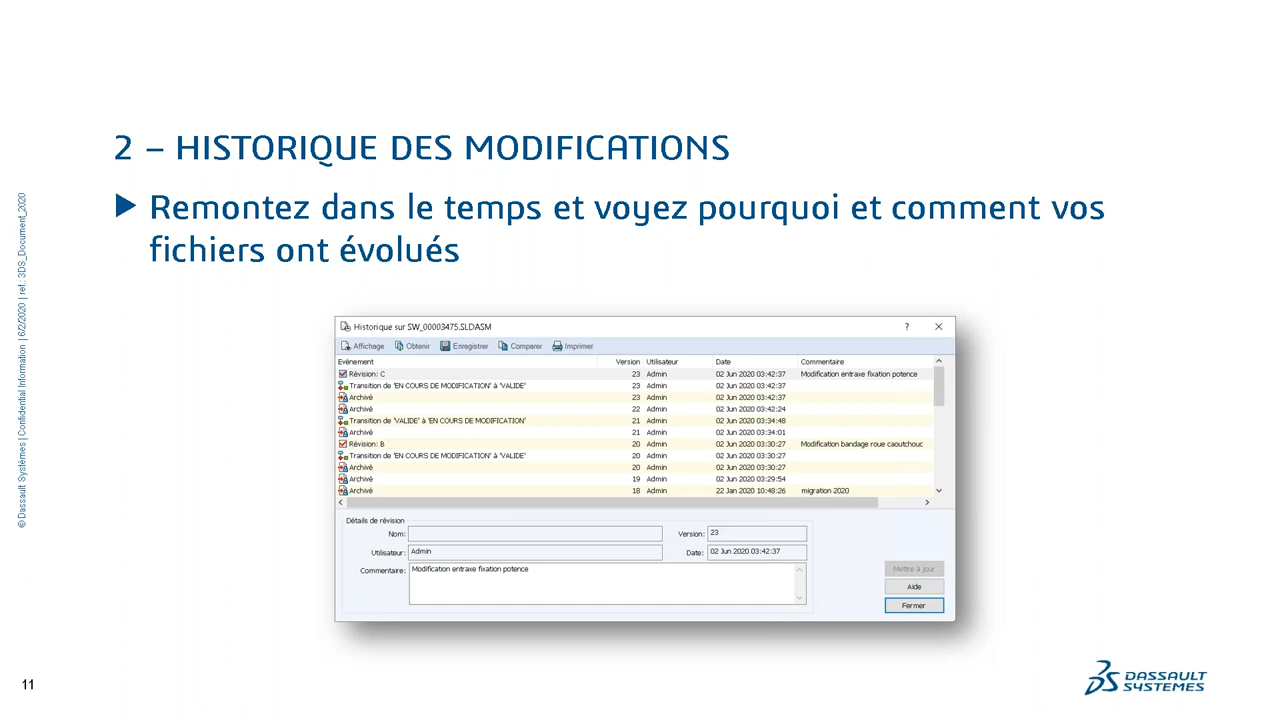 2 – HISTORIQUE DES MODIFICATIONS
Remontez dans le temps et voyez pourquoi et comment vos
fichiers ont évolués
Historique sur SW_00003475.SLDASM
?
Affichage Obtenir Enregistrer Comparer Imprimer
Evénement Version Utilisateur Date Commentaire
Révision: C 23 Admin 02 Jun 2020 03:42:37 Modification entraxe fixation potence
Transition de 'EN COURS DE MODIFICATION' à 'VALIDE' 23 Admin 02 Jun 2020 03:42:37
Archivé 23 Admin 02 Jun 2020 03:42:37
Archivé 22 Admin 02 Jun 2020 03:42:24
Transition de 'VALIDE' à 'EN COURS DE MODIFICATION' 21 Admin 02 Jun 2020 03:34:48
Archivé 21 Admin 02 Jun 2020 03:34:01
Révision: B 20 Admin 02 Jun 2020 03:30:27 Modification bandage roue caoutchouc
Transition de 'EN COURS DE MODIFICATION' à 'VALIDE' 20 Admin 02 Jun 2020 03:30:27
Archivé 20 Admin 02 Jun 2020 03:30:27
Archivé 19 Admin 02 Jun 2020 03:29:54
Archivé 18 Admin 22 Jan 2020 10:48:26 migration 2020
Détails de révision
Nom: Version: 23
Utilisateur: Admin Date: 02 Jun 2020 03:42:37
Commentaire: Modification entraxe fixation potence
Mettre à jour
Aide
Fermer
© Dassault Systèmes | Confidential Information | 6/2/2020 | ref.: 3DS_Document_2020
11
DASSAULT
SYSTEMES